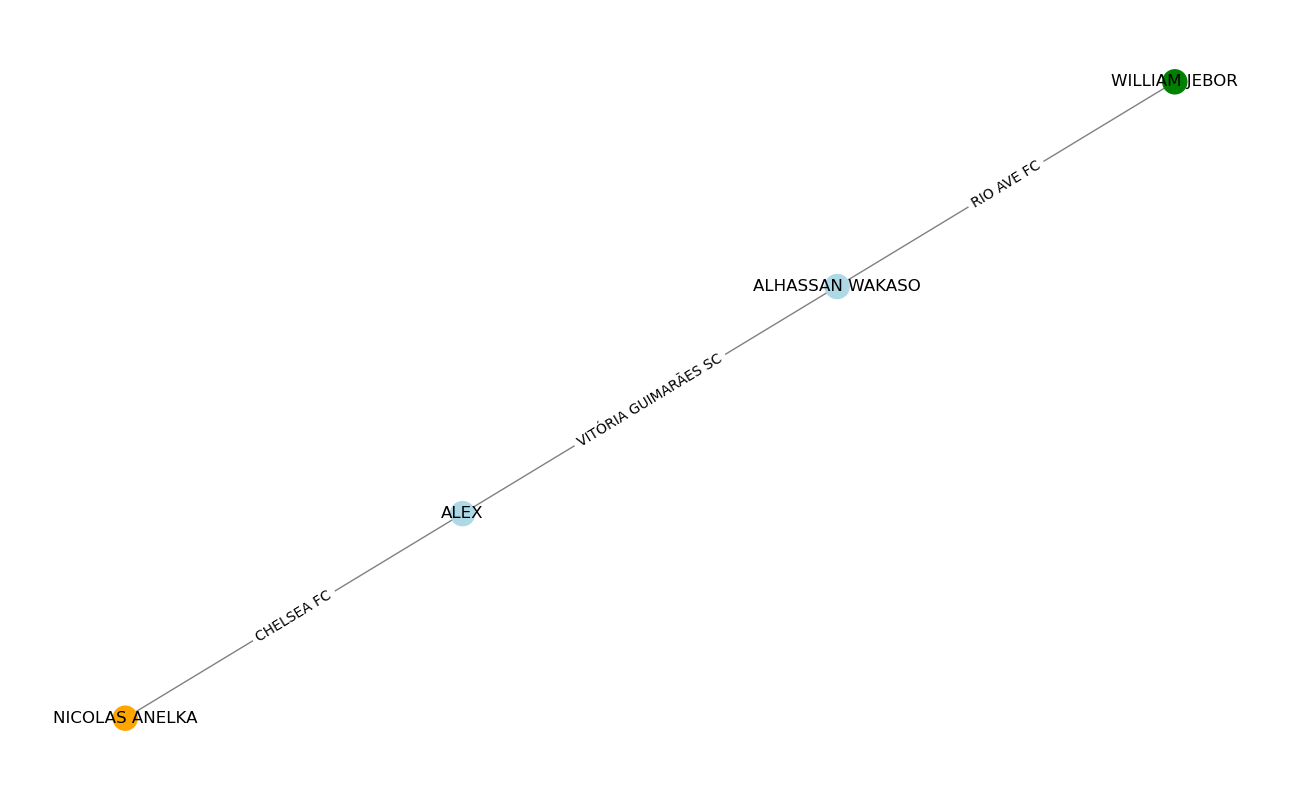 WILLIAM JEBOR
RIO AVE FC
ALHASSAN WAKASO
VITÓRIA GUIMARÃES SC
ALEX
CHELSEA FC
NICOLAS ANELKA